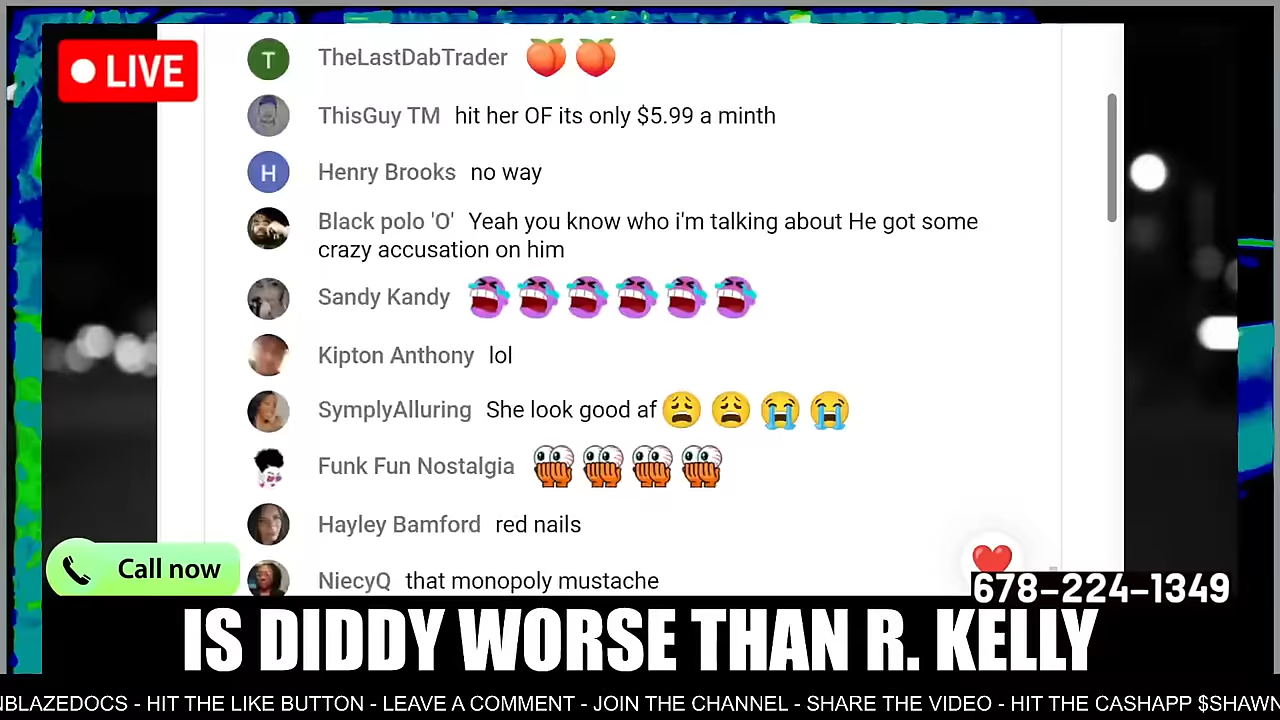 LIVE
T TheLastDabTrader 🍑 🍑
ThisGuy TM hit her OF its only $5.99 a minth
H Henry Brooks no way
Black polo 'O' Yeah you know who i'm talking about He got some
crazy accusation on him
Sandy Kandy
Kipton Anthony lol
SymplyAlluring She look good af 😩 😩 😭 😭
Funk Fun Nostalgia
Hayley Bamford red nails
NiecyQ that monopoly mustache
Call now
678-224-1349
IS DIDDY WORSE THAN R. KELLY
NBLAZEDOCS - HIT THE LIKE BUTTON - LEAVE A COMMENT - JOIN THE CHANNEL - SHARE THE VIDEO - HIT THE CASHAPP $SHAWN